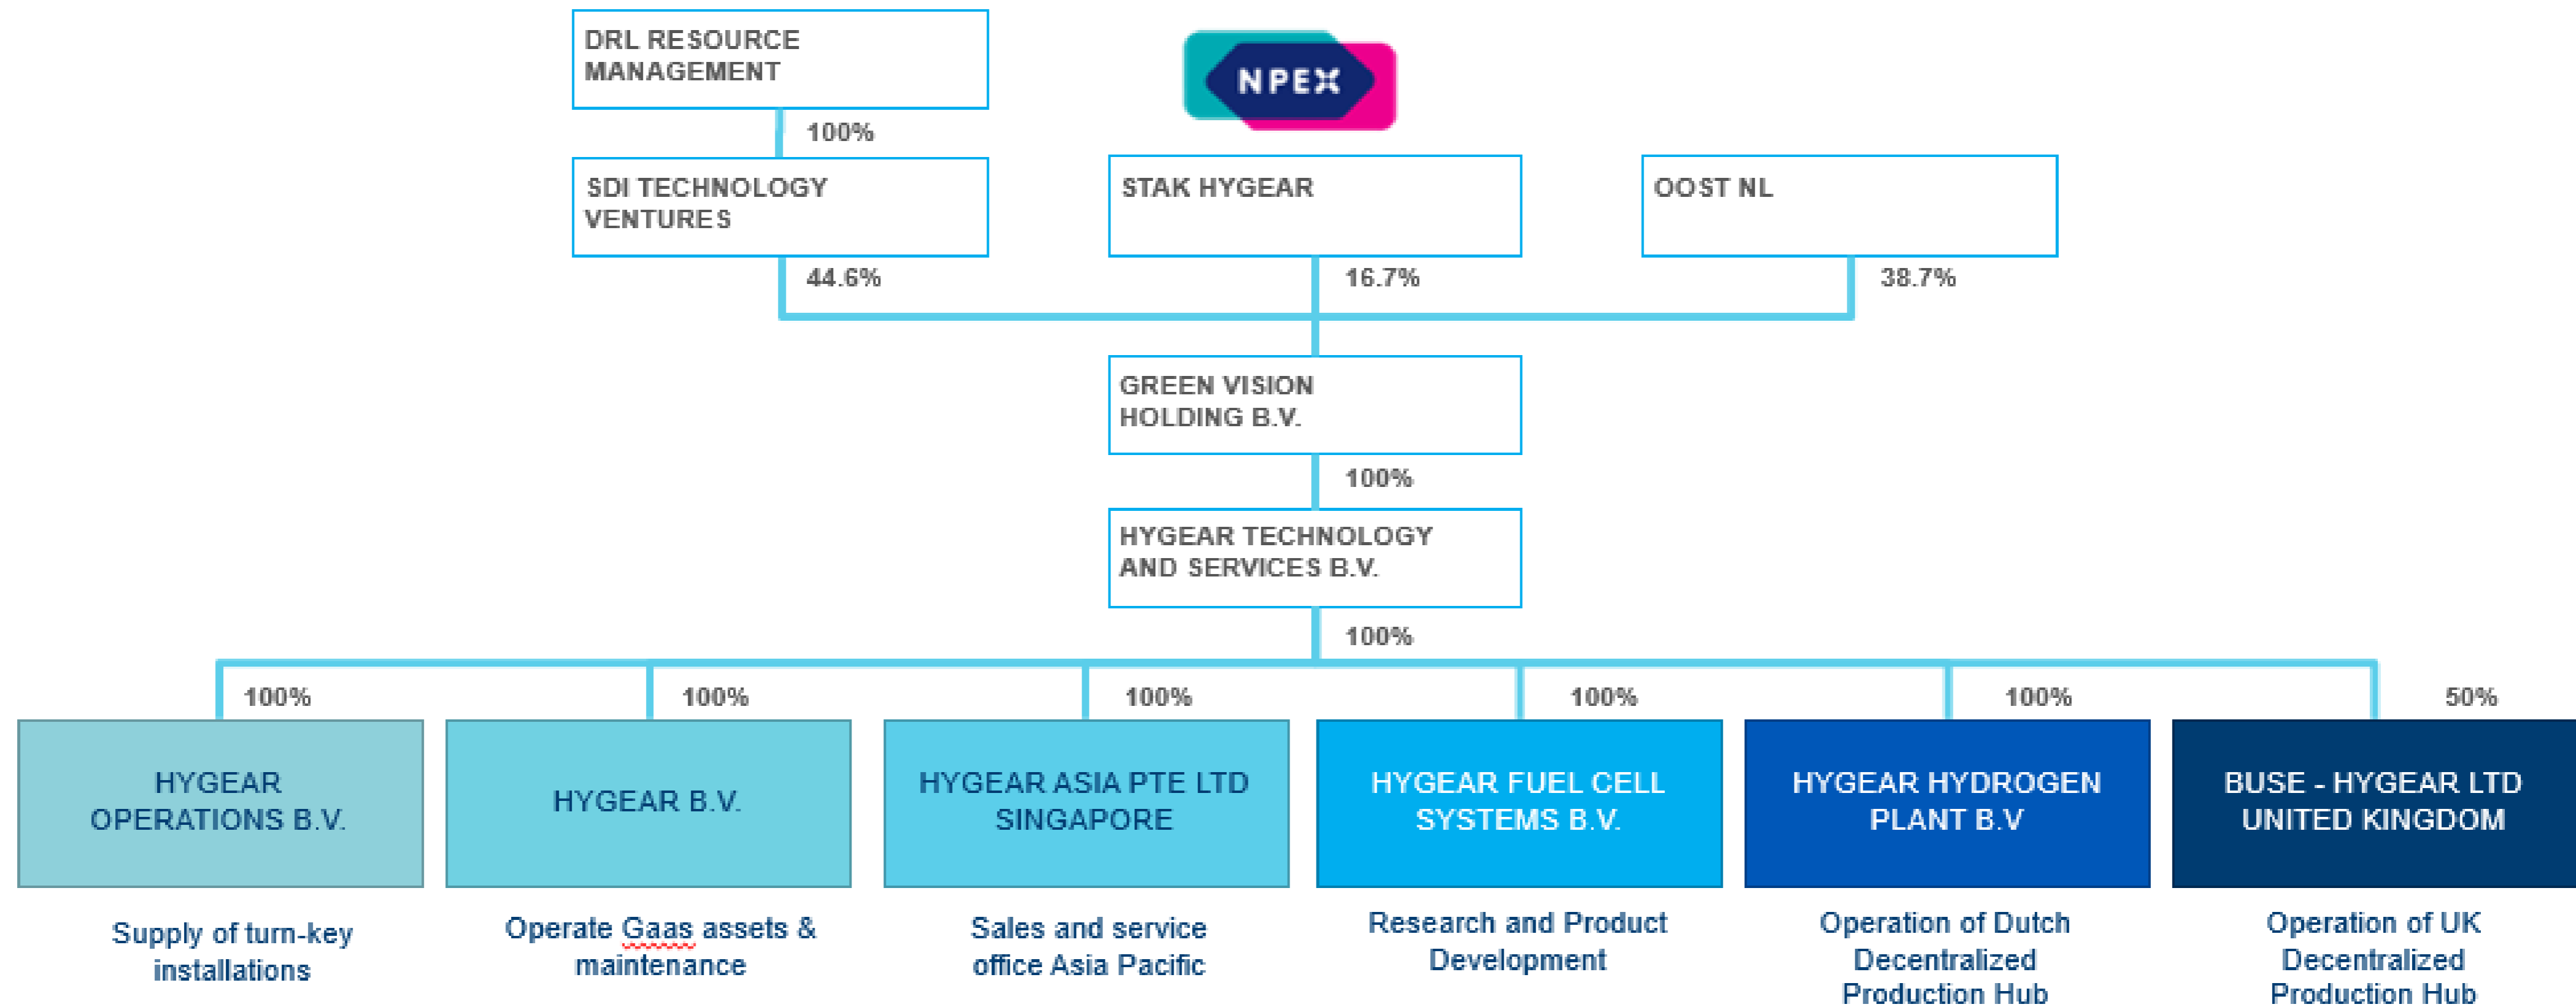 DRL RESOURCE
MANAGEMENT
NPEX
100%
SDI TECHNOLOGY
VENTURES
STAK HYGEAR
OOST NL
44.6%
16.7%
38.7%
GREEN VISION
HOLDING B.V.
100%
HYGEAR TECHNOLOGY
AND SERVICES B.V.
100%
100%
100%
100%
100%
100%
50%
HYGEAR
OPERATIONS B.V.
HYGEAR B.V.
HYGEAR ASIA PTE LTD
SINGAPORE
HYGEAR FUEL CELL
SYSTEMS B.V.
HYGEAR HYDROGEN
PLANT B.V
BUSE - HYGEAR LTD
UNITED KINGDOM
Supply of turn-key
installations
Operate Gaas assets &
maintenance
Sales and service
office Asia Pacific
Research and Product
Development
Operation of Dutch
Decentralized
Production Hub
Operation of UK
Decentralized
Production Hub